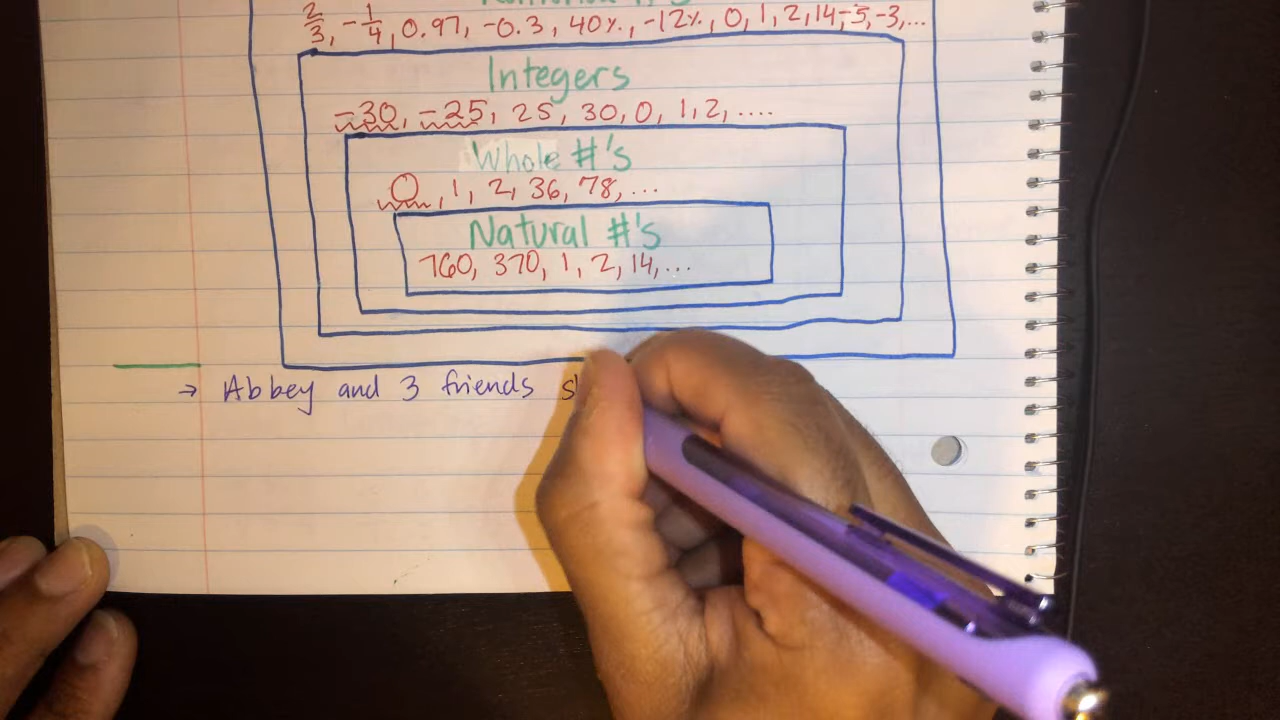 2/3, -1/4, 0.97, -0.3, 40%, -12%, 0, 1, 2, 14, -5, -3, ...
Integers
-30, -25, 25, 30, 0, 1, 2, ....
Whole #'s
0, 1, 2, 36, 78, ...
Natural #'s
760, 370, 1, 2, 14, ...
→ Abbey and 3 friends